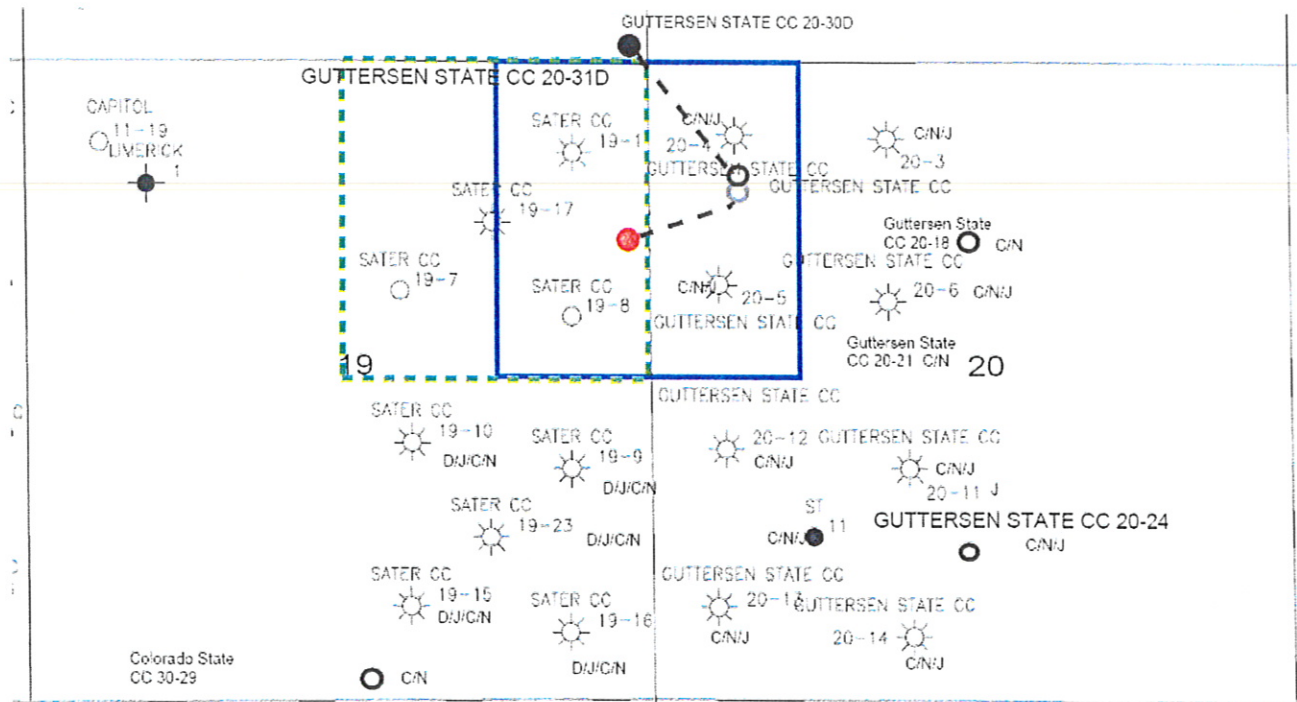 GUTTERSEN STATE CC 20-30D
GUTTERSEN STATE CC 20-31D
CAPITOL
11-19
LIMERICK
1
SATER CC
19-1
C/N/J
20-4
GUTTERSEN STATE CC
C/N/J
20-3
GUTTERSEN STATE CC
SATER CC
19-17
Guttersen State
CC 20-18
C/N
SATER CC
19-7
SATER CC
19-8
C/N/J
20-5
GUTTERSEN STATE CC
GUTTERSEN STATE CC
20-6
C/N/J
Guttersen State
CC 20-21 C/N
19
20
GUTTERSEN STATE CC
SATER CC
19-10
D/J/C/N
SATER CC
19-9
D/J/C/N
20-12
C/N/J
GUTTERSEN STATE CC
C/N/J
20-11 J
SATER CC
19-23
D/J/C/N
ST
11
C/N/J
GUTTERSEN STATE CC 20-24
C/N/J
SATER CC
19-15
D/J/C/N
SATER CC
19-16
D/J/C/N
GUTTERSEN STATE CC
20-13
C/N/J
GUTTERSEN STATE CC
20-14
C/N/J
Colorado State
CC 30-29
C/N